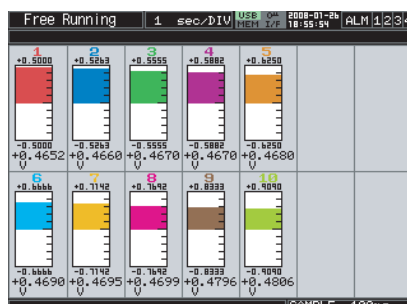 Free Running 1 sec/DIV USB MEM I/F 2008-01-26 18:55:54 ALM 1 2 3 4
1 2 3 4 5
+0.5000 +0.5263 +0.5555 +0.5882 +0.6250
-0.5000 -0.5263 -0.5555 -0.5882 -0.6250
+0.4652 +0.4660 +0.4670 +0.4670 +0.4680
V V V V V
6 7 8 9 10
+0.6666 +0.7142 +0.7692 +0.8333 +0.9090
-0.6666 -0.7142 -0.7692 -0.8333 -0.9090
+0.4690 +0.4695 +0.4699 +0.4796 +0.4806
V V V V V